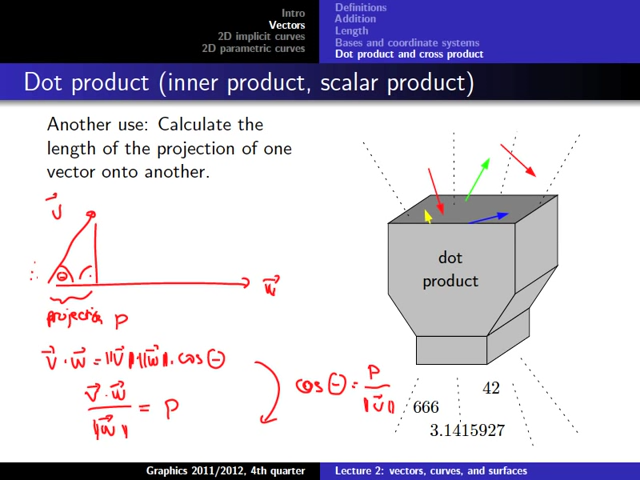 Intro
Vectors
2D implicit curves
2D parametric curves
Definitions
Addition
Length
Bases and coordinate systems
Dot product and cross product
Dot product (inner product, scalar product)
Another use: Calculate the
length of the projection of one
vector onto another.
v⃗
θ
w⃗
projection p
v⃗ · w⃗ = ||v⃗||·||w⃗|| · cos θ
v⃗ · w⃗ / ||w⃗|| = p
cos θ = p / ||v⃗||
dot
product
42
666
3.1415927
Graphics 2011/2012, 4th quarter
Lecture 2: vectors, curves, and surfaces